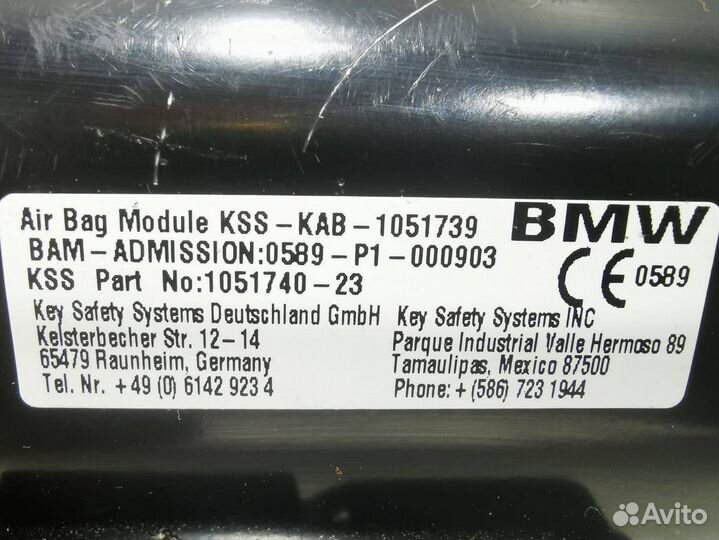 Air Bag Module KSS-KAB-1051739
BMW
BAM-ADMISSION:0589-P1-000903
KSS Part No:1051740-23
CE 0589
Key Safety Systems Deutschland GmbH
Kelsterbecher Str. 12-14
65479 Raunheim, Germany
Tel. Nr. +49 (0) 6142 923 4
Key Safety Systems INC
Parque Industrial Valle Hermoso 89
Tamaulipas, Mexico 87500
Phone: + (586) 723 1944
Avito